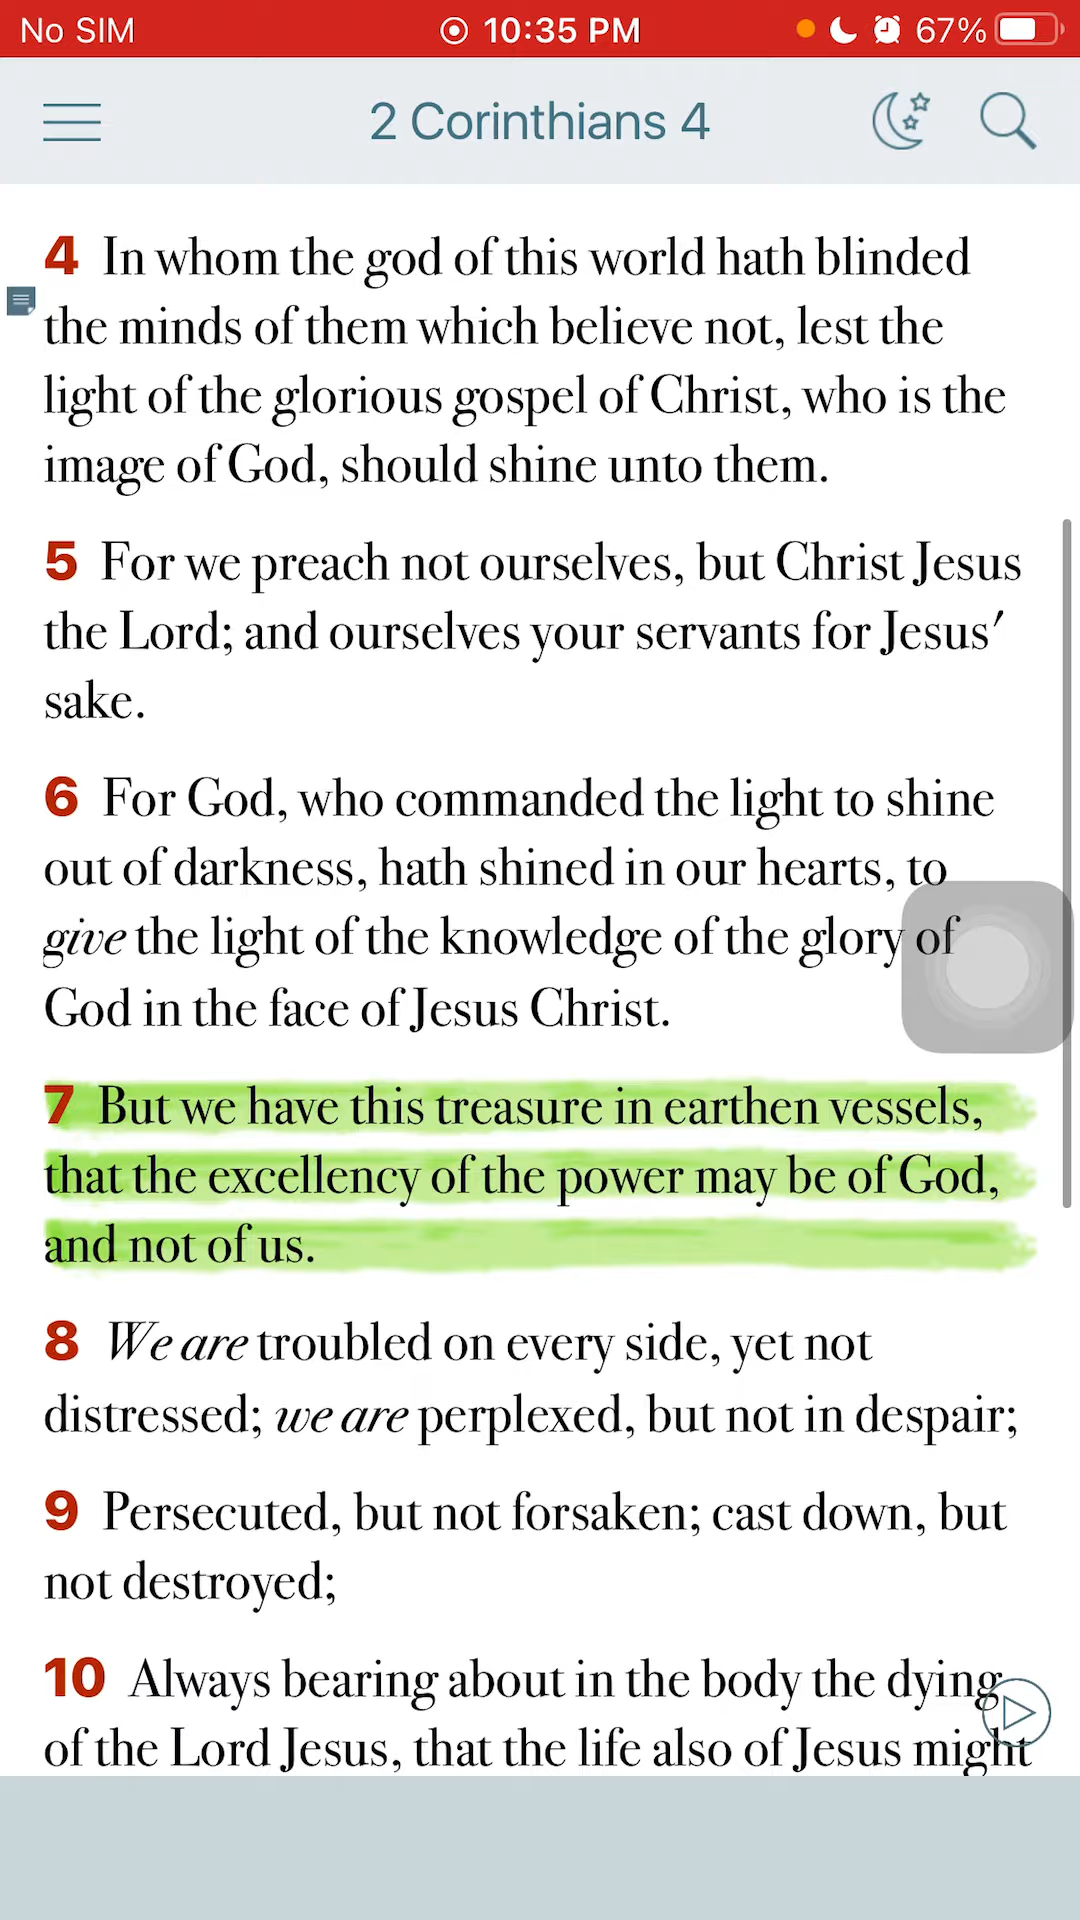 No SIM 10:35 PM 67%
2 Corinthians 4
4 In whom the god of this world hath blinded
the minds of them which believe not, lest the
light of the glorious gospel of Christ, who is the
image of God, should shine unto them.
5 For we preach not ourselves, but Christ Jesus
the Lord; and ourselves your servants for Jesus′
sake.
6 For God, who commanded the light to shine
out of darkness, hath shined in our hearts, to
give the light of the knowledge of the glory of
God in the face of Jesus Christ.
7 But we have this treasure in earthen vessels,
that the excellency of the power may be of God,
and not of us.
8 We are troubled on every side, yet not
distressed; we are perplexed, but not in despair;
9 Persecuted, but not forsaken; cast down, but
not destroyed;
10 Always bearing about in the body the dying
of the Lord Jesus, that the life also of Jesus might